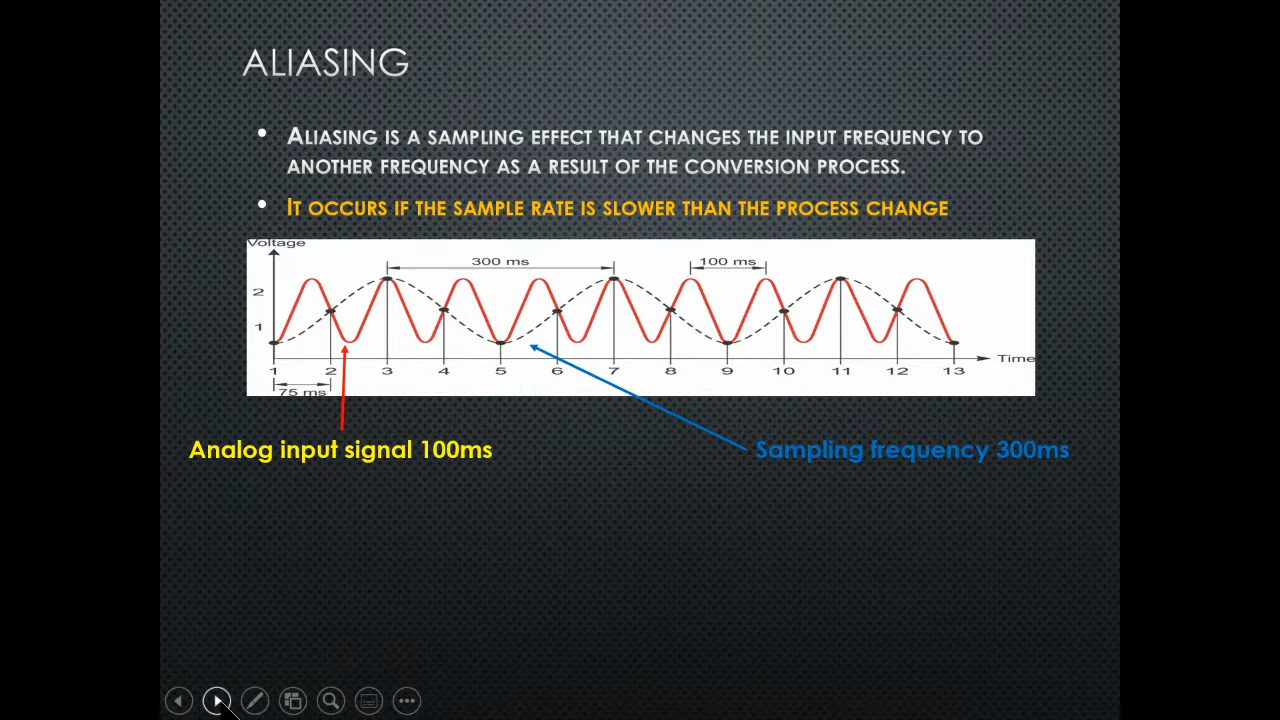 ALIASING
• ALIASING IS A SAMPLING EFFECT THAT CHANGES THE INPUT FREQUENCY TO
ANOTHER FREQUENCY AS A RESULT OF THE CONVERSION PROCESS.
• IT OCCURS IF THE SAMPLE RATE IS SLOWER THAN THE PROCESS CHANGE
Voltage
300 ms 100 ms
2
1
Time
1 2 3 4 5 6 7 8 9 10 11 12 13
75 ms
Analog input signal 100ms
Sampling frequency 300ms